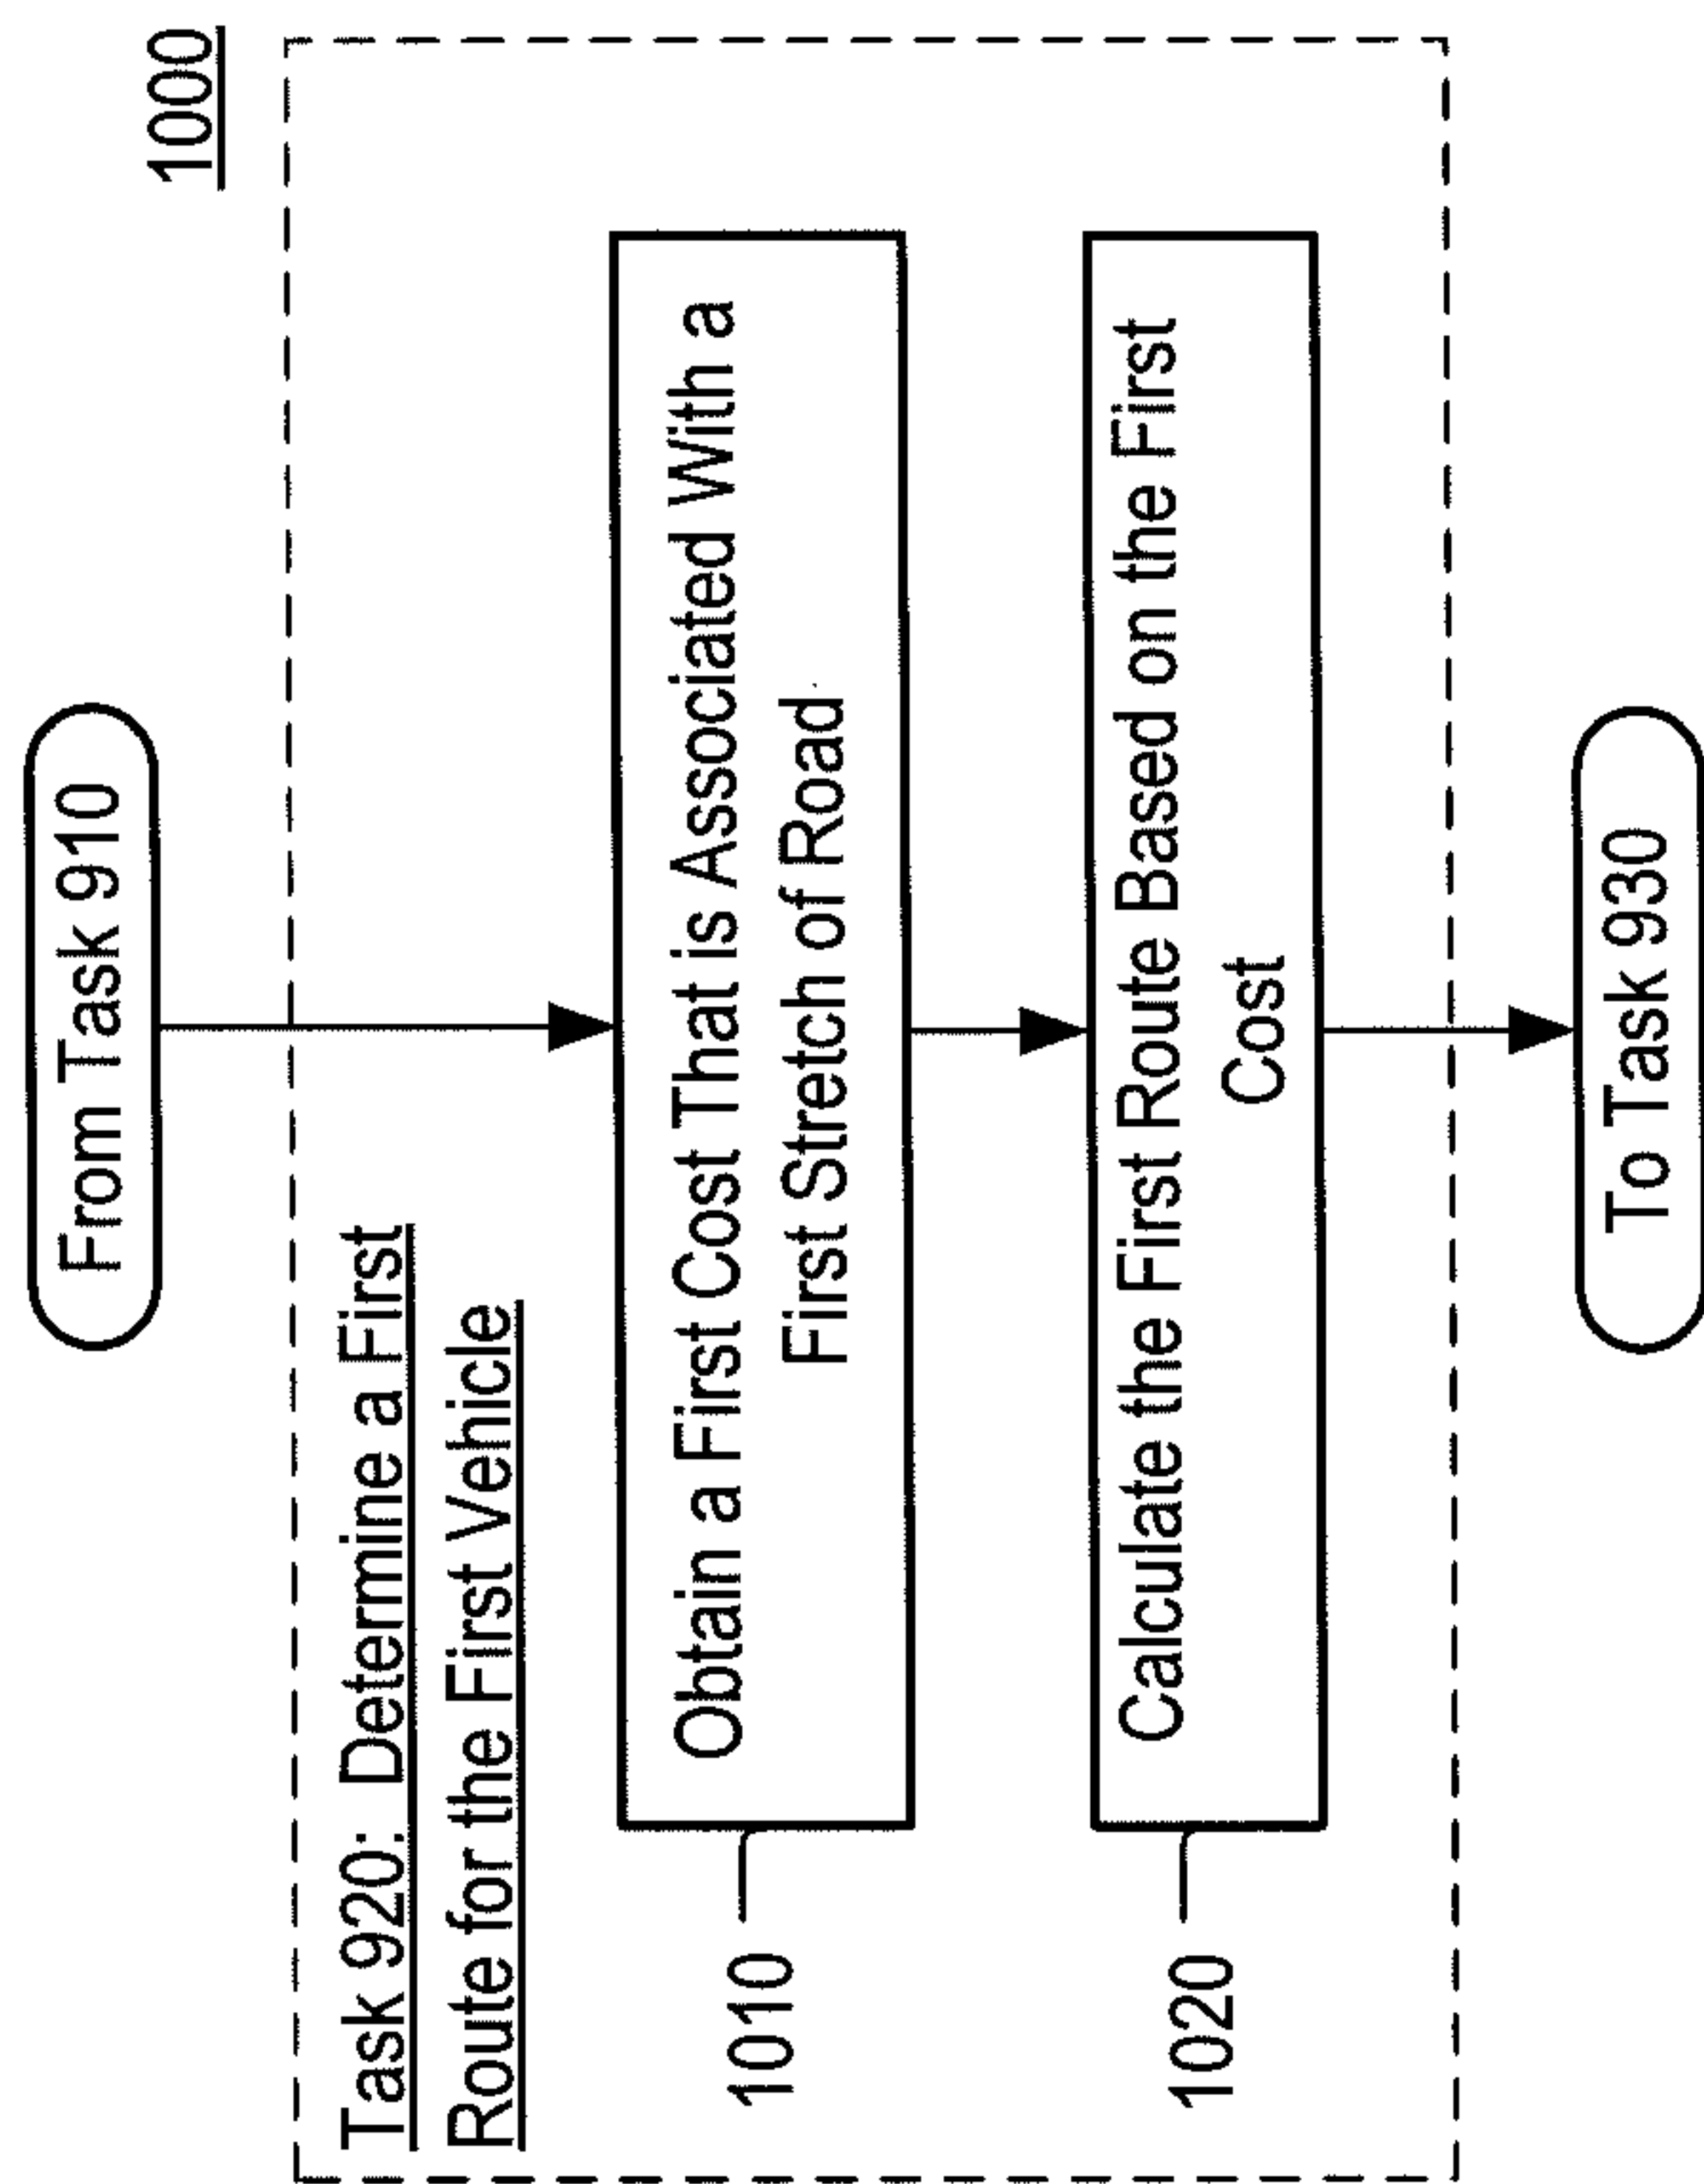 1000
From Task 910
Task 920: Determine a First
Route for the First Vehicle
1010
Obtain a First Cost That is Associated With a
First Stretch of Road
1020
Calculate the First Route Based on the First
Cost
To Task 930